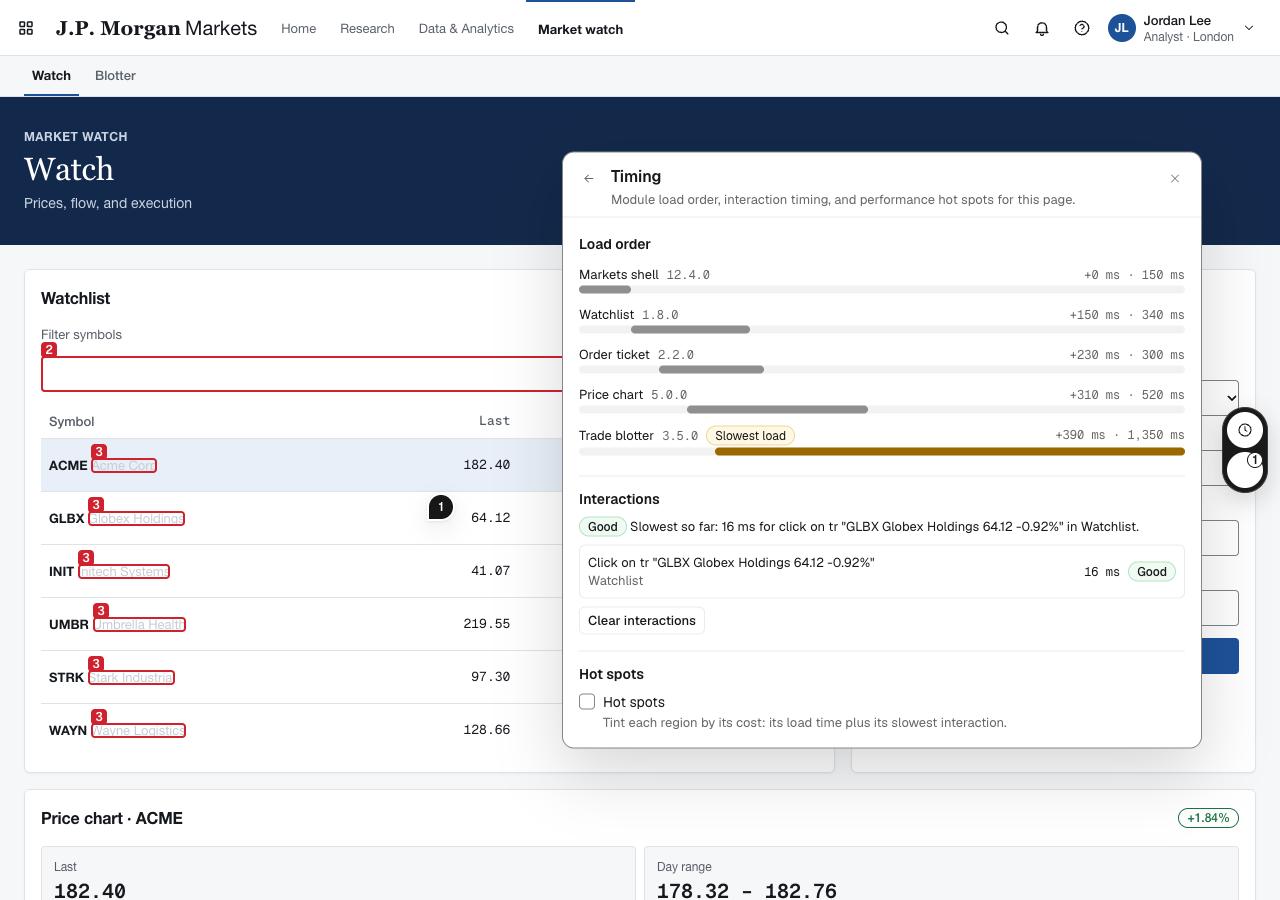 J.P. Morgan Markets
Home
Research
Data & Analytics
Market watch
JL
Jordan Lee
Analyst · London
Watch
Blotter
MARKET WATCH
Watch
Prices, flow, and execution
Watchlist
Filter symbols
2
Symbol
Last
3
ACME Acme Corp
182.40
3
GLBX Globex Holdings
1
64.12
3
INIT Initech Systems
41.07
3
UMBR Umbrella Health
219.55
3
STRK Stark Industrial
97.30
3
WAYN Wayne Logistics
128.66
Timing
Module load order, interaction timing, and performance hot spots for this page.
Load order
Markets shell 12.4.0
+0 ms · 150 ms
Watchlist 1.8.0
+150 ms · 340 ms
Order ticket 2.2.0
+230 ms · 300 ms
Price chart 5.0.0
+310 ms · 520 ms
Trade blotter 3.5.0 Slowest load
+390 ms · 1,350 ms
Interactions
Good Slowest so far: 16 ms for click on tr "GLBX Globex Holdings 64.12 -0.92%" in Watchlist.
Click on tr "GLBX Globex Holdings 64.12 -0.92%"
Watchlist
16 ms Good
Clear interactions
Hot spots
Hot spots
Tint each region by its cost: its load time plus its slowest interaction.
1
Price chart · ACME
+1.84%
Last
182.40
Day range
178.32 – 182.76